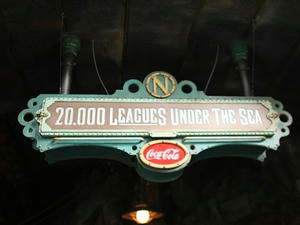 N
20.000 LEAGUES UNDER THE SEA
Coca-Cola